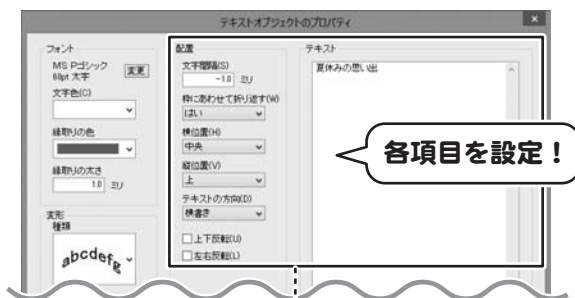 テキストオブジェクトのプロパティ
×
フォント
MS Pゴシック
60pt 太字
変更
文字色(C)
縁取りの色
縁取りの太さ
1.0 ミリ
変形
種類
abcdefg
配置
文字間隔(S)
-1.0 ミリ
枠にあわせて折り返す(W)
はい
横位置(H)
中央
縦位置(V)
上
テキストの方向(D)
横書き
上下反転(U)
左右反転(L)
テキスト
夏休みの思い出
各項目を設定!